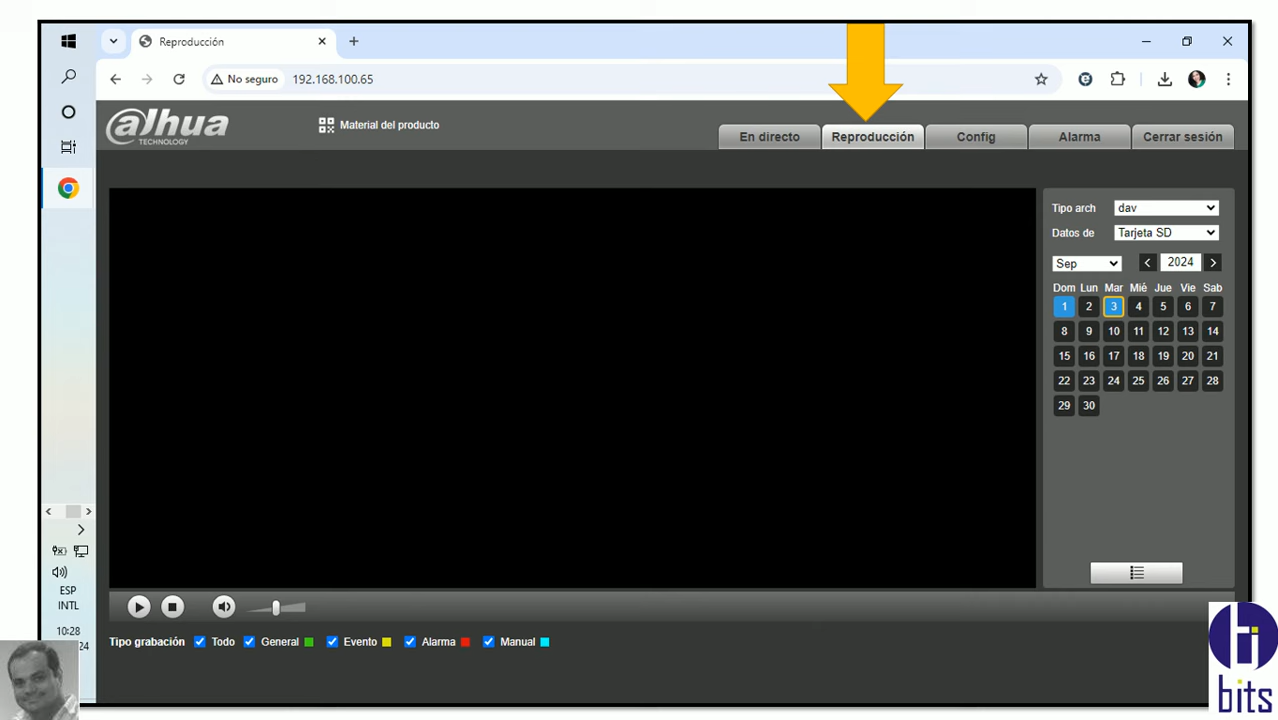 Reproducción
No seguro 192.168.100.65
alhua
TECHNOLOGY
Material del producto
En directo Reproducción Config Alarma Cerrar sesión
Tipo arch dav
Datos de Tarjeta SD
Sep 2024
Dom Lun Mar Mié Jue Vie Sab
1 2 3 4 5 6 7
8 9 10 11 12 13 14
15 16 17 18 19 20 21
22 23 24 25 26 27 28
29 30
Tipo grabación Todo General Evento Alarma Manual
ESP
INTL
10:28
24
bits